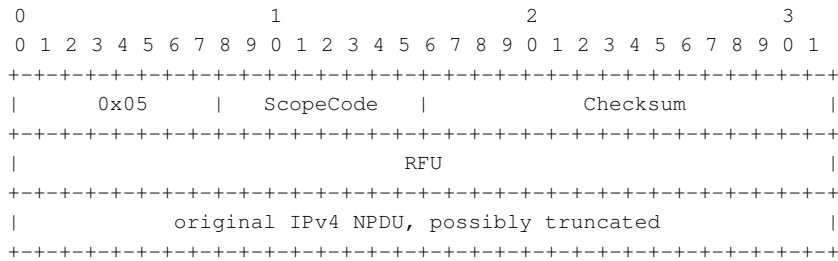 0                   1                   2                   3
0 1 2 3 4 5 6 7 8 9 0 1 2 3 4 5 6 7 8 9 0 1 2 3 4 5 6 7 8 9 0 1
+-+-+-+-+-+-+-+-+-+-+-+-+-+-+-+-+-+-+-+-+-+-+-+-+-+-+-+-+-+-+-+-+
| 0x05 | ScopeCode | Checksum |
+-+-+-+-+-+-+-+-+-+-+-+-+-+-+-+-+-+-+-+-+-+-+-+-+-+-+-+-+-+-+-+-+
| RFU |
+-+-+-+-+-+-+-+-+-+-+-+-+-+-+-+-+-+-+-+-+-+-+-+-+-+-+-+-+-+-+-+-+
| original IPv4 NPDU, possibly truncated |
+-+-+-+-+-+-+-+-+-+-+-+-+-+-+-+-+-+-+-+-+-+-+-+-+-+-+-+-+-+-+-+-+